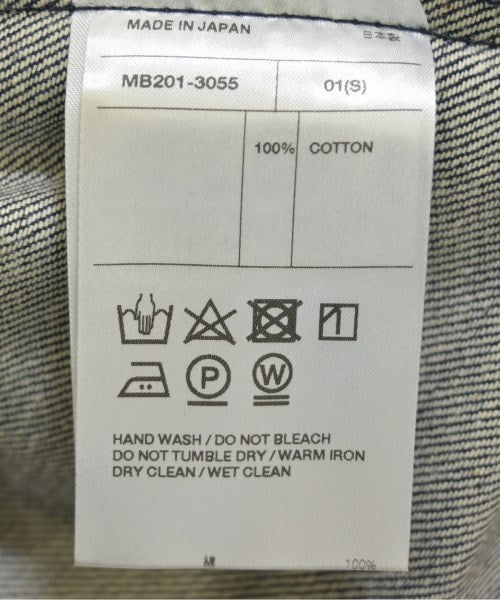 MADE IN JAPAN 日本製
MB201-3055 01(S)
100% COTTON
P W
HAND WASH / DO NOT BLEACH
DO NOT TUMBLE DRY / WARM IRON
DRY CLEAN / WET CLEAN
綿 100%